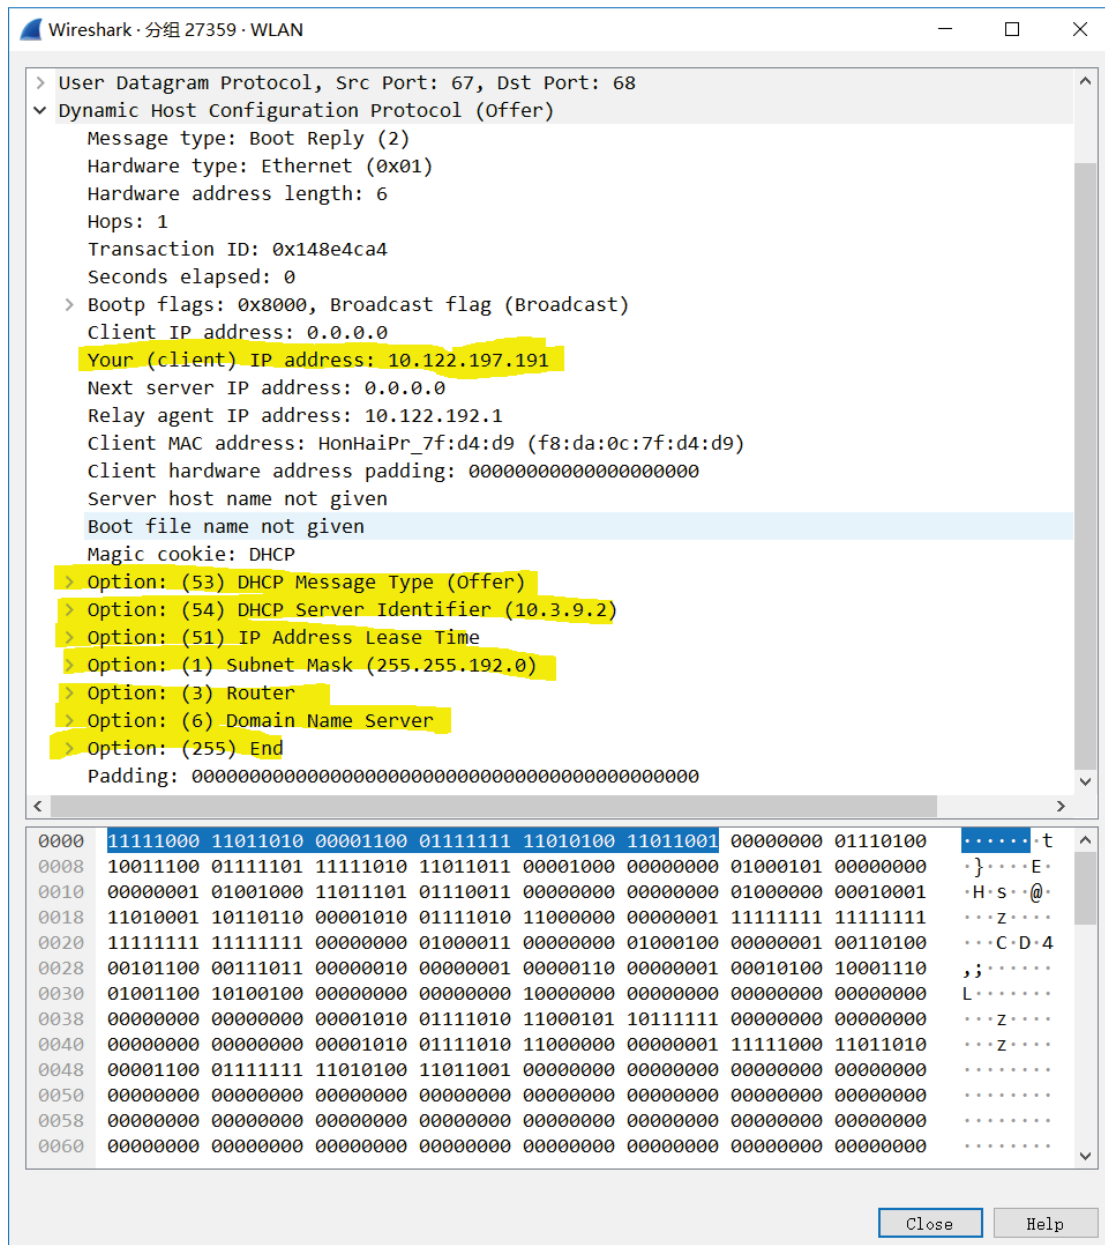 Wireshark · 分组 27359 · WLAN
User Datagram Protocol, Src Port: 67, Dst Port: 68
Dynamic Host Configuration Protocol (Offer)
Message type: Boot Reply (2)
Hardware type: Ethernet (0x01)
Hardware address length: 6
Hops: 1
Transaction ID: 0x148e4ca4
Seconds elapsed: 0
Bootp flags: 0x8000, Broadcast flag (Broadcast)
Client IP address: 0.0.0.0
Your (client) IP address: 10.122.197.191
Next server IP address: 0.0.0.0
Relay agent IP address: 10.122.192.1
Client MAC address: HonHaiPr_7f:d4:d9 (f8:da:0c:7f:d4:d9)
Client hardware address padding: 00000000000000000000
Server host name not given
Boot file name not given
Magic cookie: DHCP
Option: (53) DHCP Message Type (Offer)
Option: (54) DHCP Server Identifier (10.3.9.2)
Option: (51) IP Address Lease Time
Option: (1) Subnet Mask (255.255.192.0)
Option: (3) Router
Option: (6) Domain Name Server
Option: (255) End
Padding: 00000000000000000000000000000000000000000000
0000 11111000 11011010 00001100 01111111 11010100 11011001 00000000 01110100 ·······t
0008 10011100 01111101 11111010 11011011 00001000 00000000 01000101 00000000 ·}····E·
0010 00000001 01001000 11011101 01110011 00000000 00000000 01000000 00010001 ·H·s··@·
0018 11010001 10110110 00001010 01111010 11000000 00000001 11111111 11111111 ···z····
0020 11111111 11111111 00000000 01000011 00000000 01000100 00000001 00110100 ···C·D·4
0028 00101100 00111011 00000010 00000001 00000110 00000001 00010100 10001110 ,;······
0030 01001100 10100100 00000000 00000000 10000000 00000000 00000000 00000000 L·······
0038 00000000 00000000 00001010 01111010 11000101 10111111 00000000 00000000 ···z····
0040 00000000 00000000 00001010 01111010 11000000 00000001 11111000 11011010 ···z····
0048 00001100 01111111 11010100 11011001 00000000 00000000 00000000 00000000 ········
0050 00000000 00000000 00000000 00000000 00000000 00000000 00000000 00000000 ········
0058 00000000 00000000 00000000 00000000 00000000 00000000 00000000 00000000 ········
0060 00000000 00000000 00000000 00000000 00000000 00000000 00000000 00000000 ········
Close Help